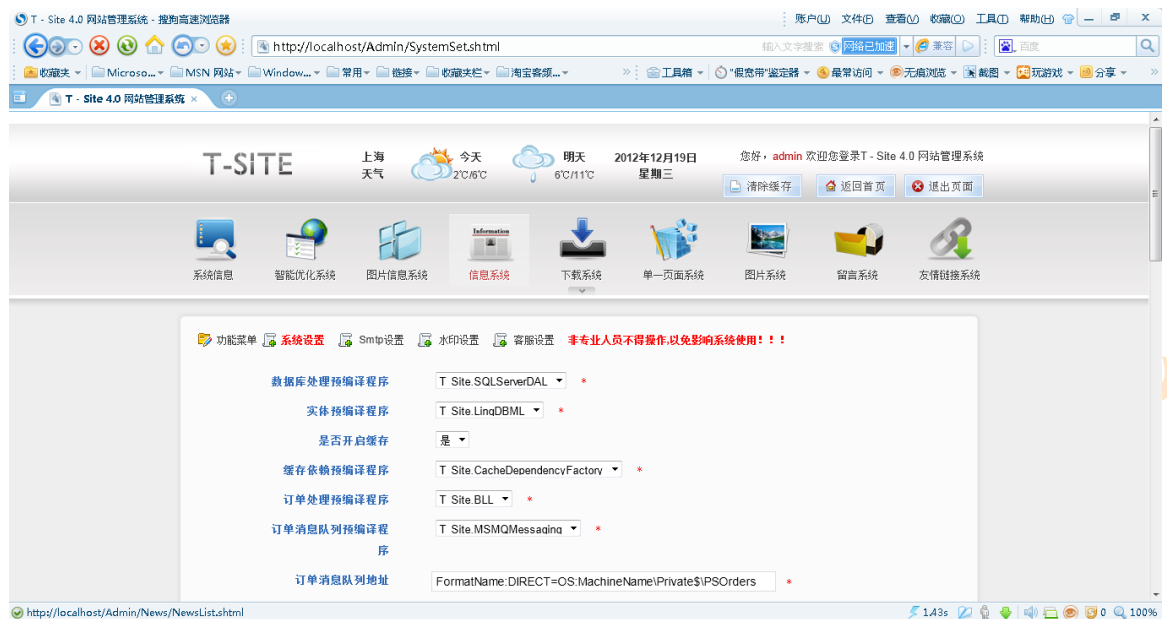 T - Site 4.0 网站管理系统 - 搜狗高速浏览器
账户(U) 文件(F) 查看(V) 收藏(O) 工具(T) 帮助(H)
http://localhost/Admin/SystemSet.shtml
输入文字搜索 网络已加速 兼容 百度
收藏夹 Microso... MSN 网站 Window... 常用 链接 收藏夹栏 淘宝客频... » 工具箱 "假宽带"鉴定器 最常访问 无痕浏览 截图 玩游戏 分享 »
T - Site 4.0 网站管理系统
T-SITE
上海 天气
今天 2℃/6℃
明天 6℃/11℃
2012年12月19日 星期三
您好，admin 欢迎您登录T - Site 4.0 网站管理系统
清除缓存 返回首页 退出页面
Information
系统信息 智能优化系统 图片信息系统 信息系统 下载系统 单一页面系统 图片系统 留言系统 友情链接系统
功能菜单 系统设置 Smtp设置 水印设置 客服设置 非专业人员不得操作,以免影响系统使用！！！
数据库处理预编译程序 T Site.SQLServerDAL *
实体预编译程序 T Site.LinqDBML *
是否开启缓存 是
缓存依赖预编译程序 T Site.CacheDependencyFactory *
订单处理预编译程序 T Site.BLL *
订单消息队列预编译程 T Site.MSMQMessaging *
序
订单消息队列地址 FormatName:DIRECT=OS:MachineName\Private$\PSOrders *
http://localhost/Admin/News/NewsList.shtml 1.43s 0 100%